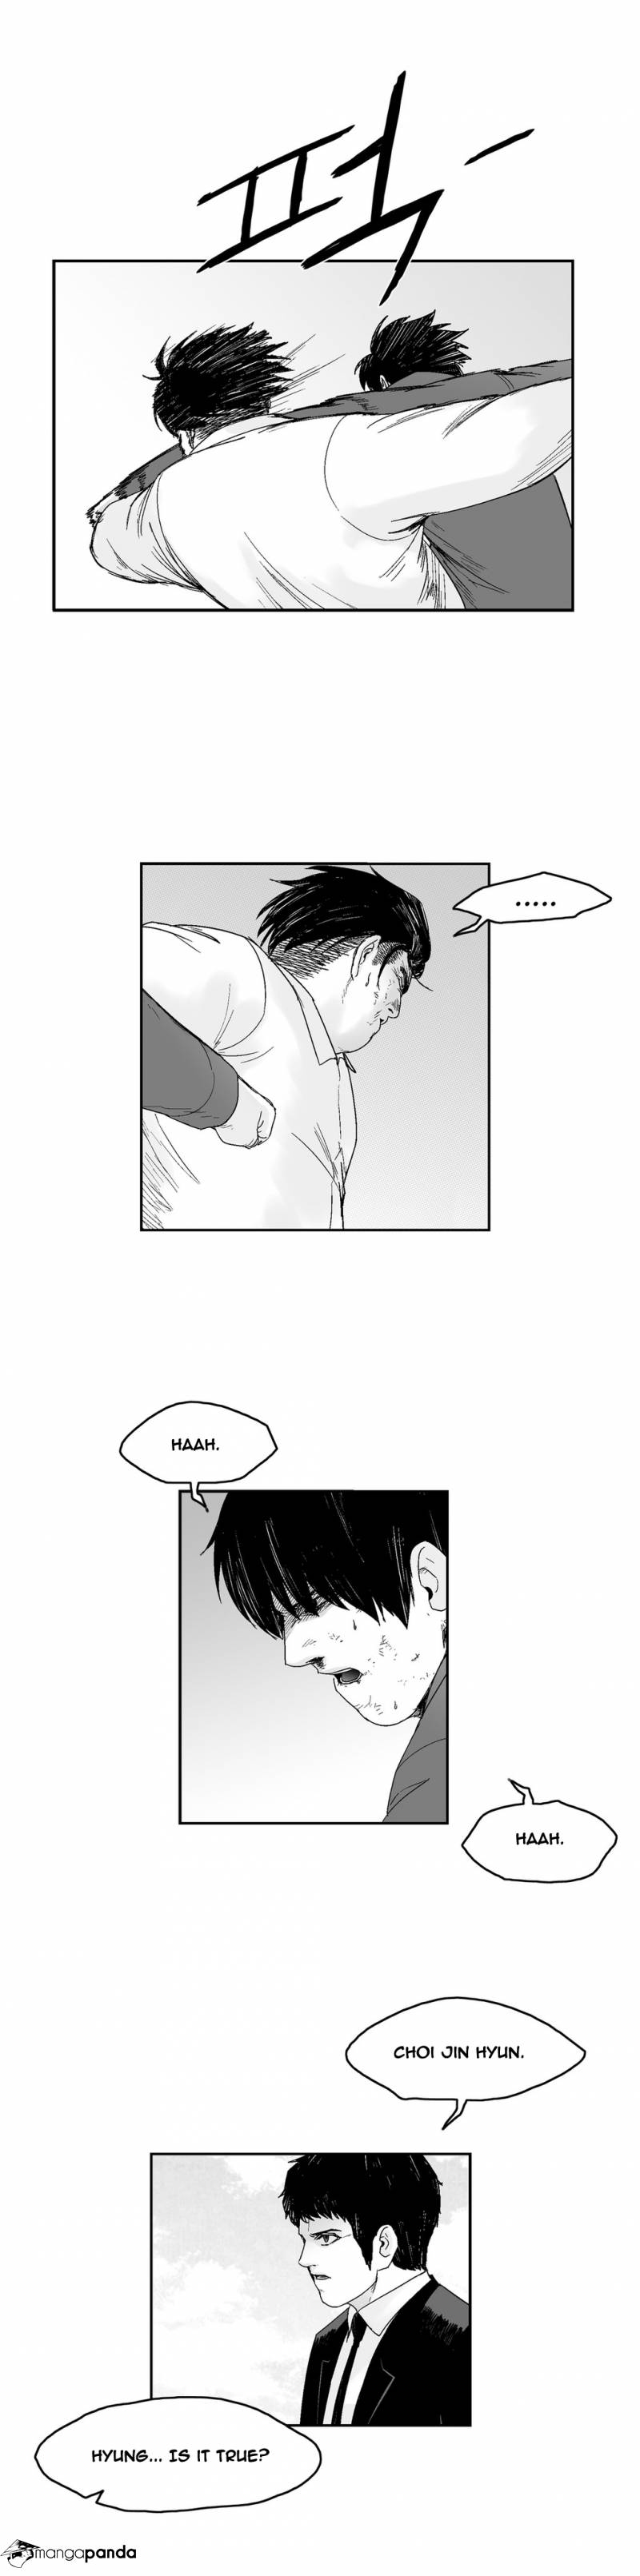 퍽-
.....
HAAH.
HAAH.
CHOI JIN HYUN.
HYUNG... IS IT TRUE?
mangapanda